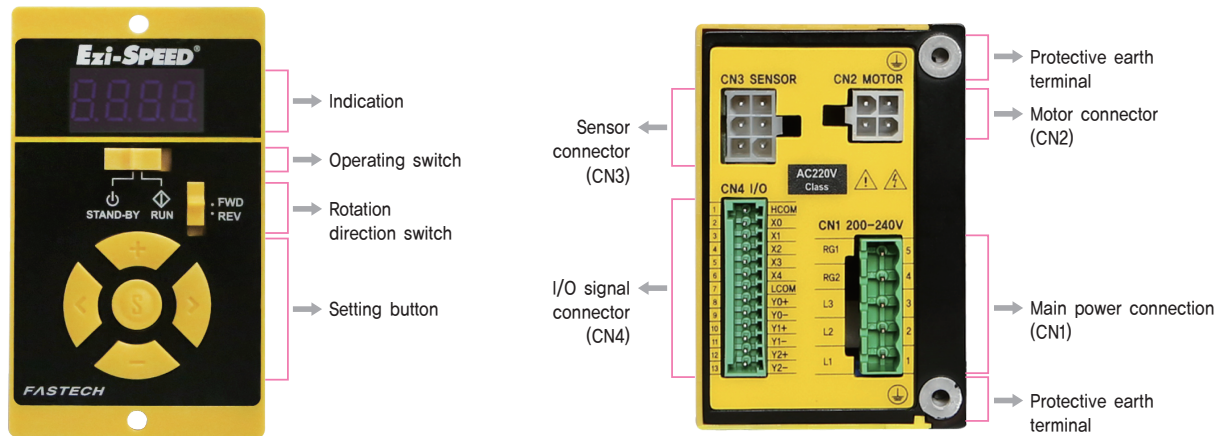 Ezi-SPEED®
8.8.8.8.
STAND-BY
RUN
FWD
REV
+
<
S
>
−
FASTECH
Indication
Operating switch
Rotation
direction switch
Setting button
Sensor
connector
(CN3)
I/O signal
connector
(CN4)
CN3 SENSOR
CN2 MOTOR
AC220V
Class
CN4 I/O
1 HCOM
2 X0
3 X1
4 X2
5 X3
6 X4
7 LCOM
8 Y0+
9 Y0-
10 Y1+
11 Y1-
12 Y2+
13 Y2-
CN1 200-240V
RG1 5
RG2 4
L3 3
L2 2
L1 1
Protective earth
terminal
Motor connector
(CN2)
Main power connection
(CN1)
Protective earth
terminal